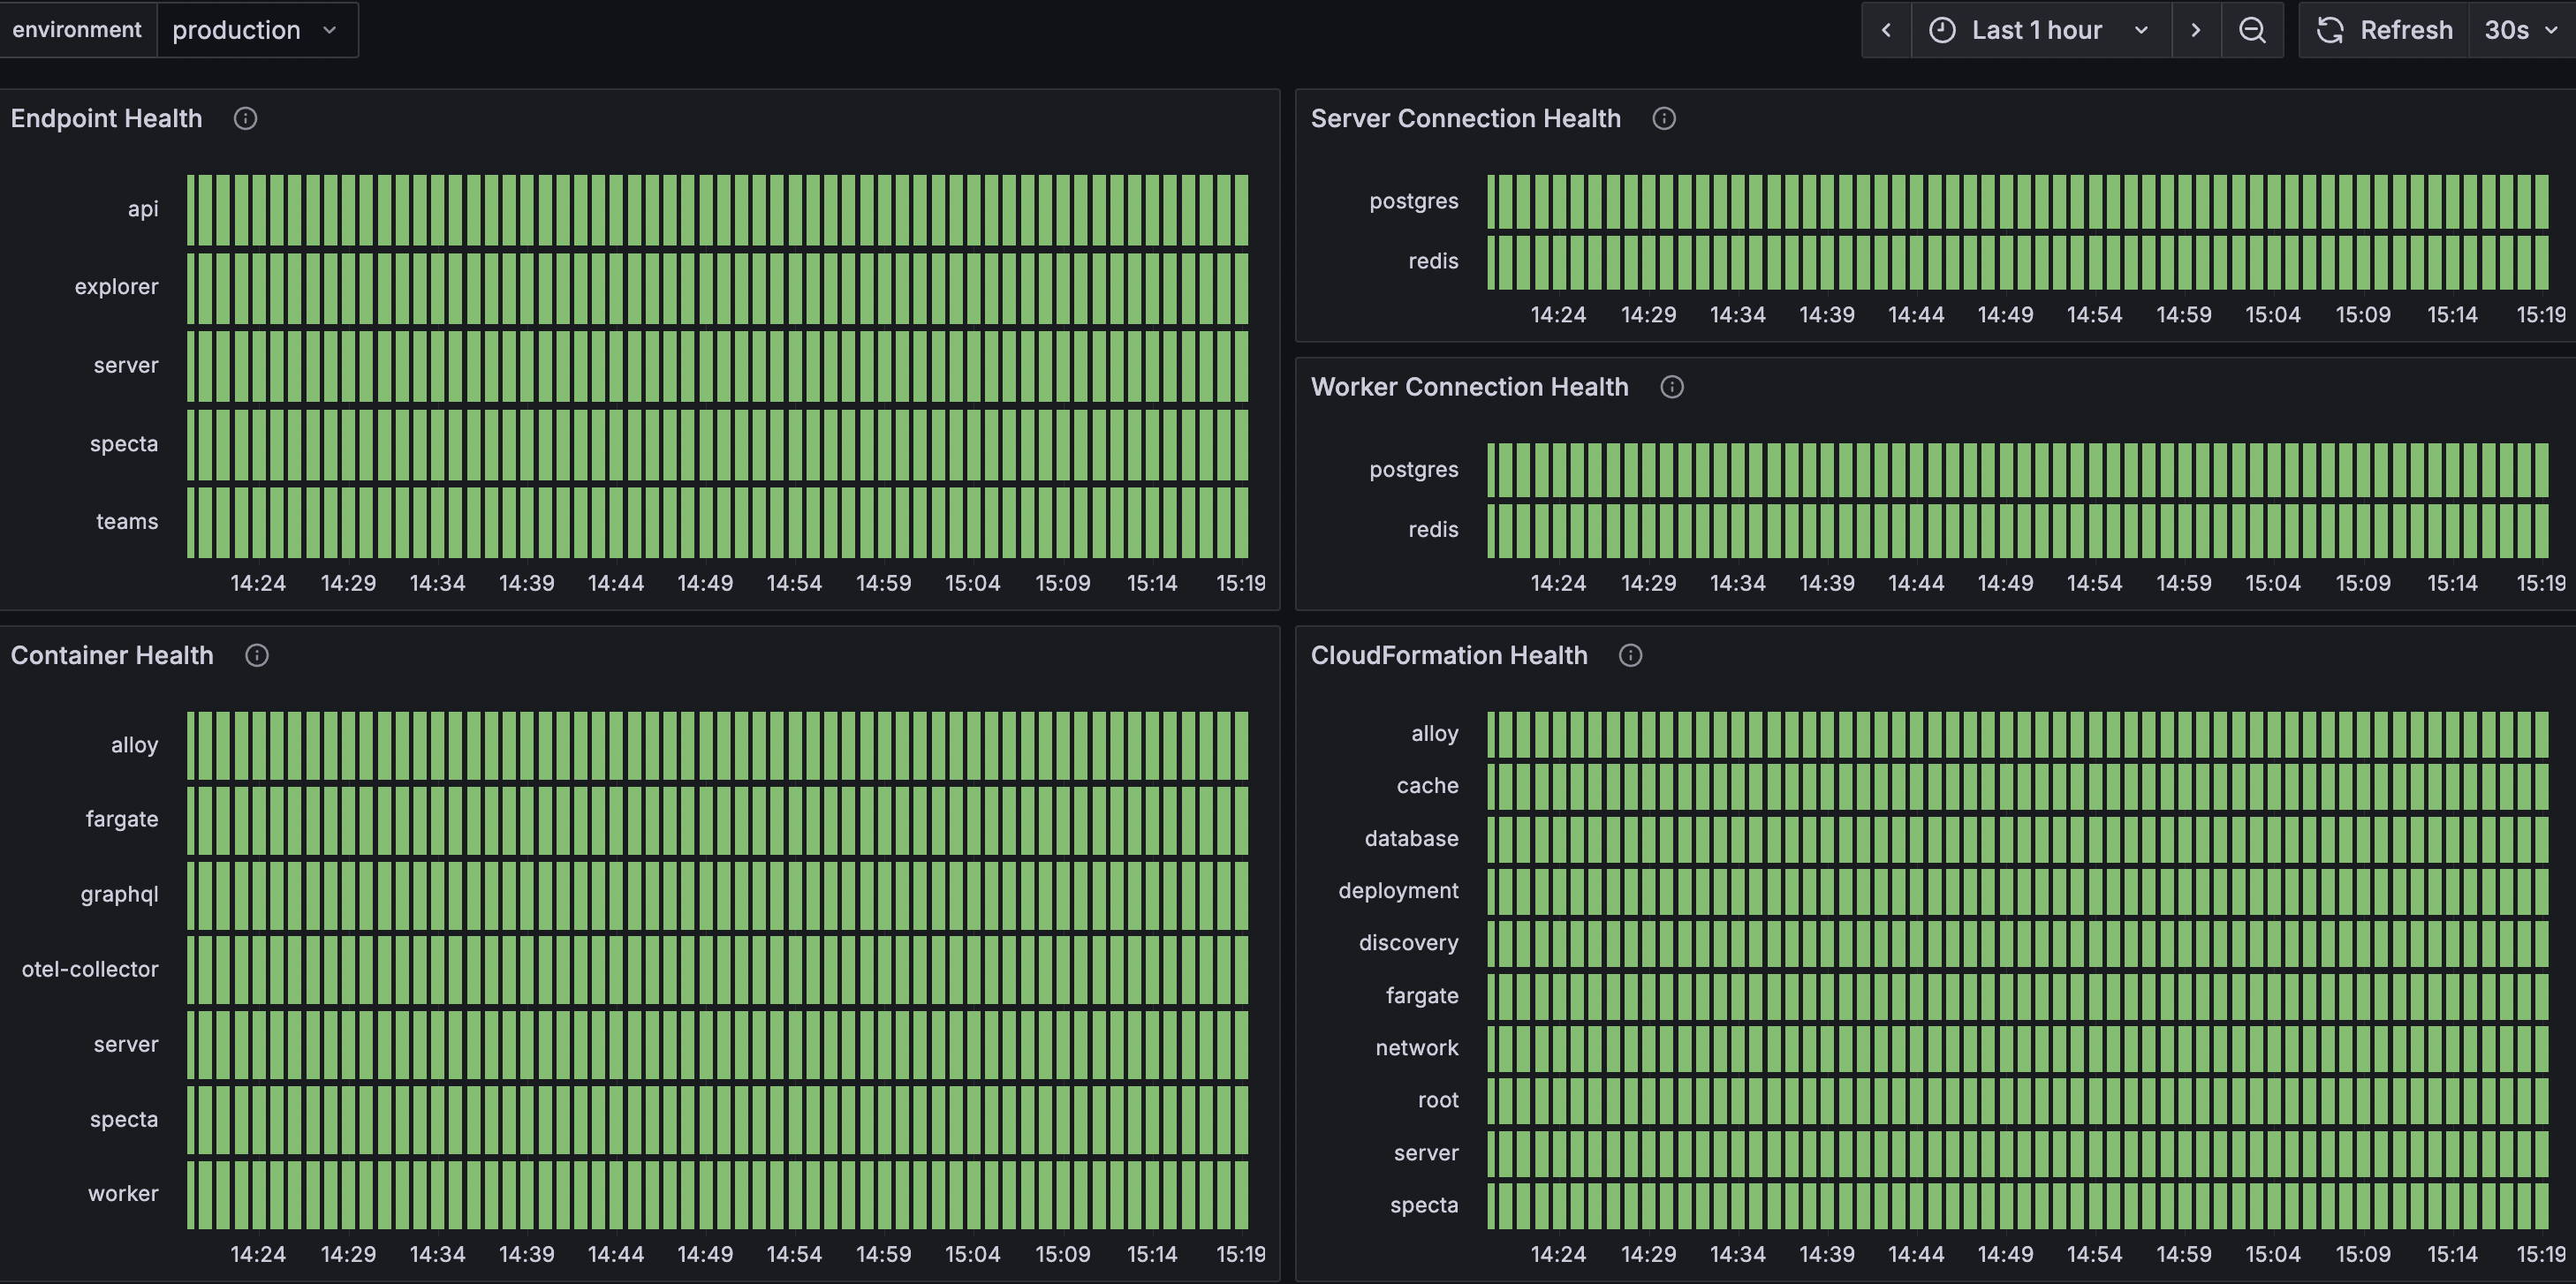 environment production Last 1 hour Refresh 30s
Endpoint Health
api
explorer
server
specta
teams
14:24 14:29 14:34 14:39 14:44 14:49 14:54 14:59 15:04 15:09 15:14 15:19
Server Connection Health
postgres
redis
14:24 14:29 14:34 14:39 14:44 14:49 14:54 14:59 15:04 15:09 15:14 15:19
Worker Connection Health
postgres
redis
14:24 14:29 14:34 14:39 14:44 14:49 14:54 14:59 15:04 15:09 15:14 15:19
Container Health
alloy
fargate
graphql
otel-collector
server
specta
worker
14:24 14:29 14:34 14:39 14:44 14:49 14:54 14:59 15:04 15:09 15:14 15:19
CloudFormation Health
alloy
cache
database
deployment
discovery
fargate
network
root
server
specta
14:24 14:29 14:34 14:39 14:44 14:49 14:54 14:59 15:04 15:09 15:14 15:19